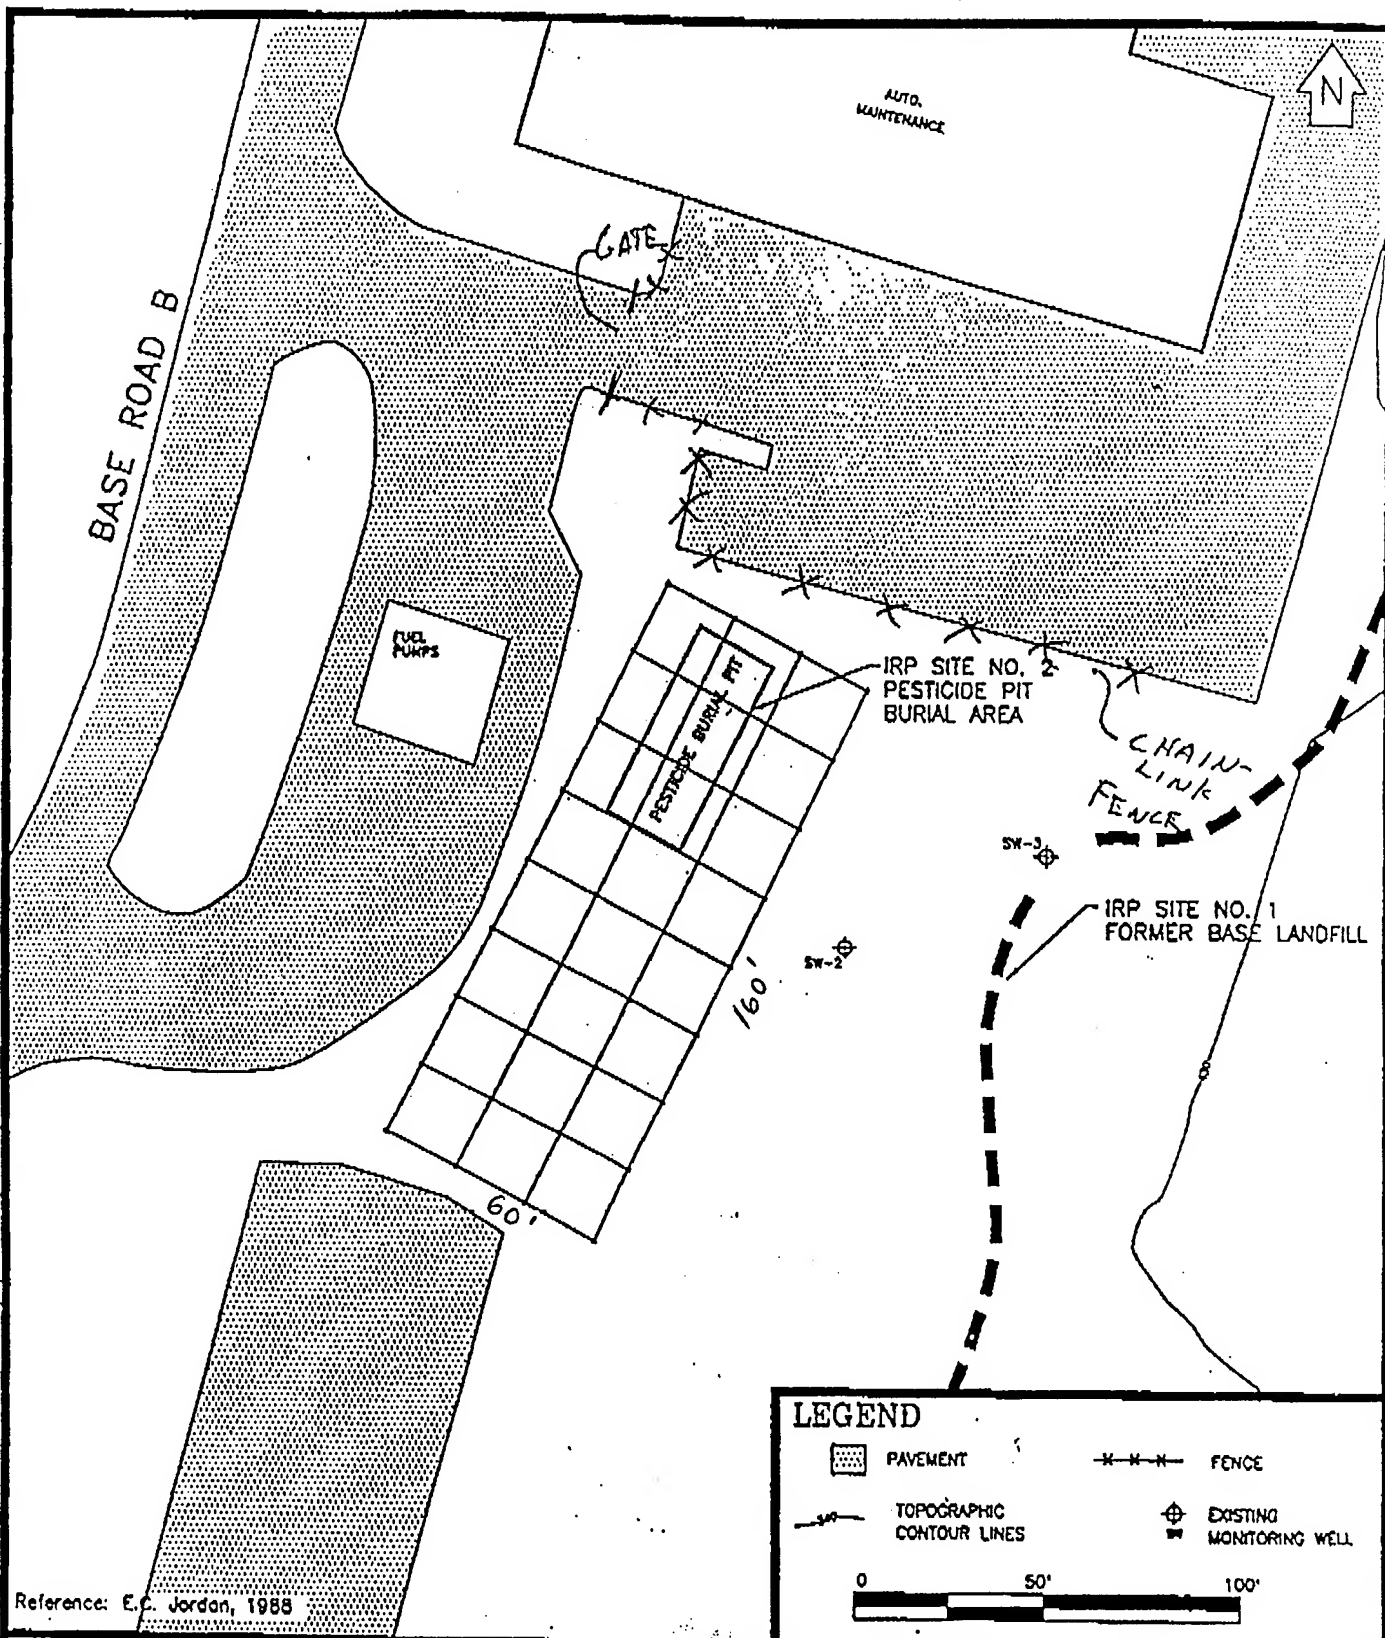 N
AUTO.
MAINTENANCE
GATE
BASE ROAD B
FUEL
PUMPS
PESTICIDE BURIAL PIT
IRP SITE NO. 2
PESTICIDE PIT
BURIAL AREA
CHAIN-
LINK
FENCE
SW-3
IRP SITE NO. 1
FORMER BASE LANDFILL
SW-2
160'
8
60'
LEGEND
PAVEMENT
FENCE
TOPOGRAPHIC
CONTOUR LINES
EXISTING
MONITORING WELL
0 50' 100'
Reference: E.C. Jordan, 1988